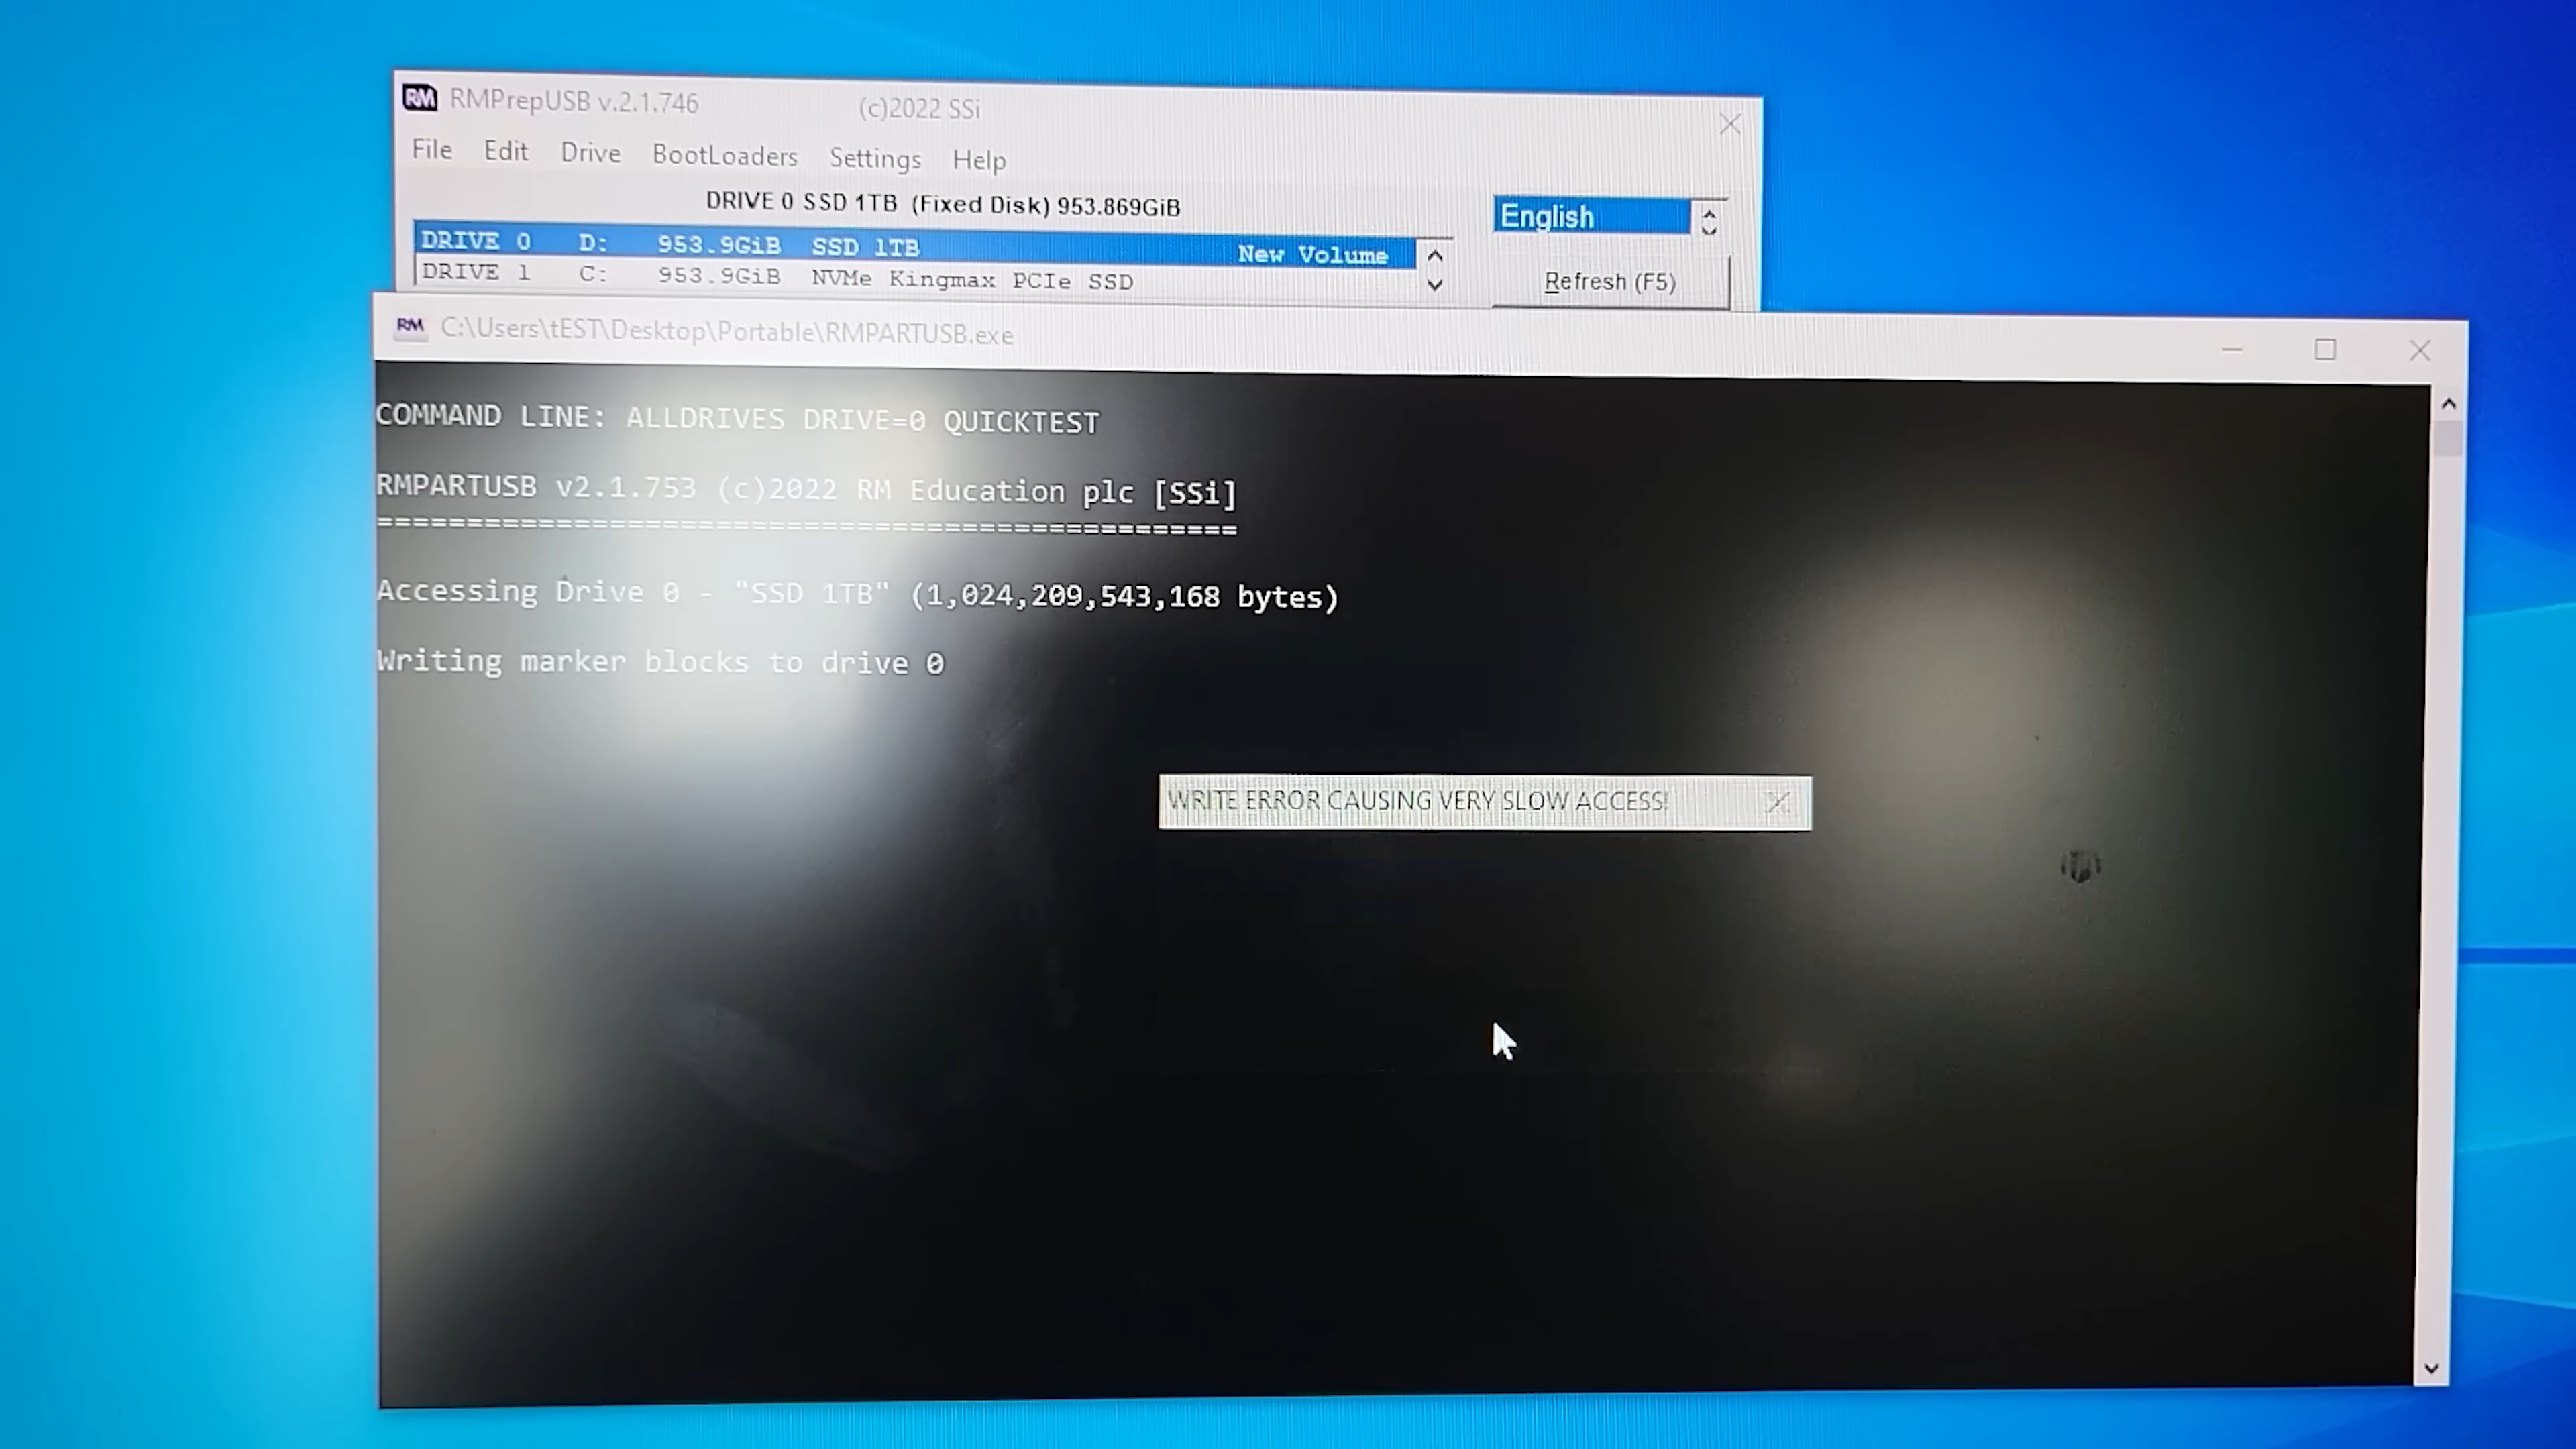 RM RMPrepUSB v.2.1.746 (c)2022 SSi
File Edit Drive BootLoaders Settings Help
DRIVE 0 SSD 1TB (Fixed Disk) 953.869GiB
English
DRIVE 0 D: 953.9GiB SSD 1TB New Volume
DRIVE 1 C: 953.9GiB NVMe Kingmax PCIe SSD
Refresh (F5)
RM C:\Users\tEST\Desktop\Portable\RMPARTUSB.exe
COMMAND LINE: ALLDRIVES DRIVE=0 QUICKTEST
RMPARTUSB v2.1.753 (c)2022 RM Education plc [SSi]
=================================================
Accessing Drive 0 - "SSD 1TB" (1,024,209,543,168 bytes)
Writing marker blocks to drive 0
WRITE ERROR CAUSING VERY SLOW ACCESS!